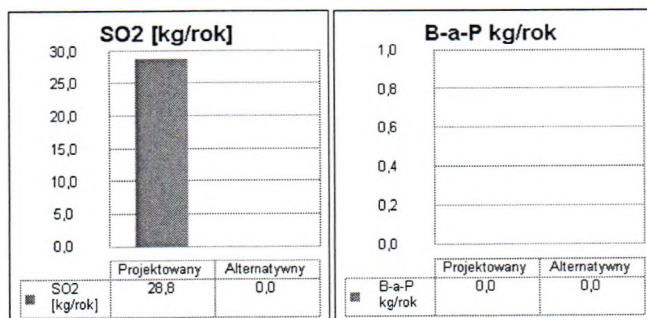 SO2 [kg/rok]
30,0
25,0
20,0
15,0
10,0
5,0
0,0
Projektowany Alternatywny
SO2 [kg/rok] 28,8 0,0
B-a-P kg/rok
1,0
0,8
0,6
0,4
0,2
0,0
Projektowany Alternatywny
B-a-P kg/rok 0,0 0,0